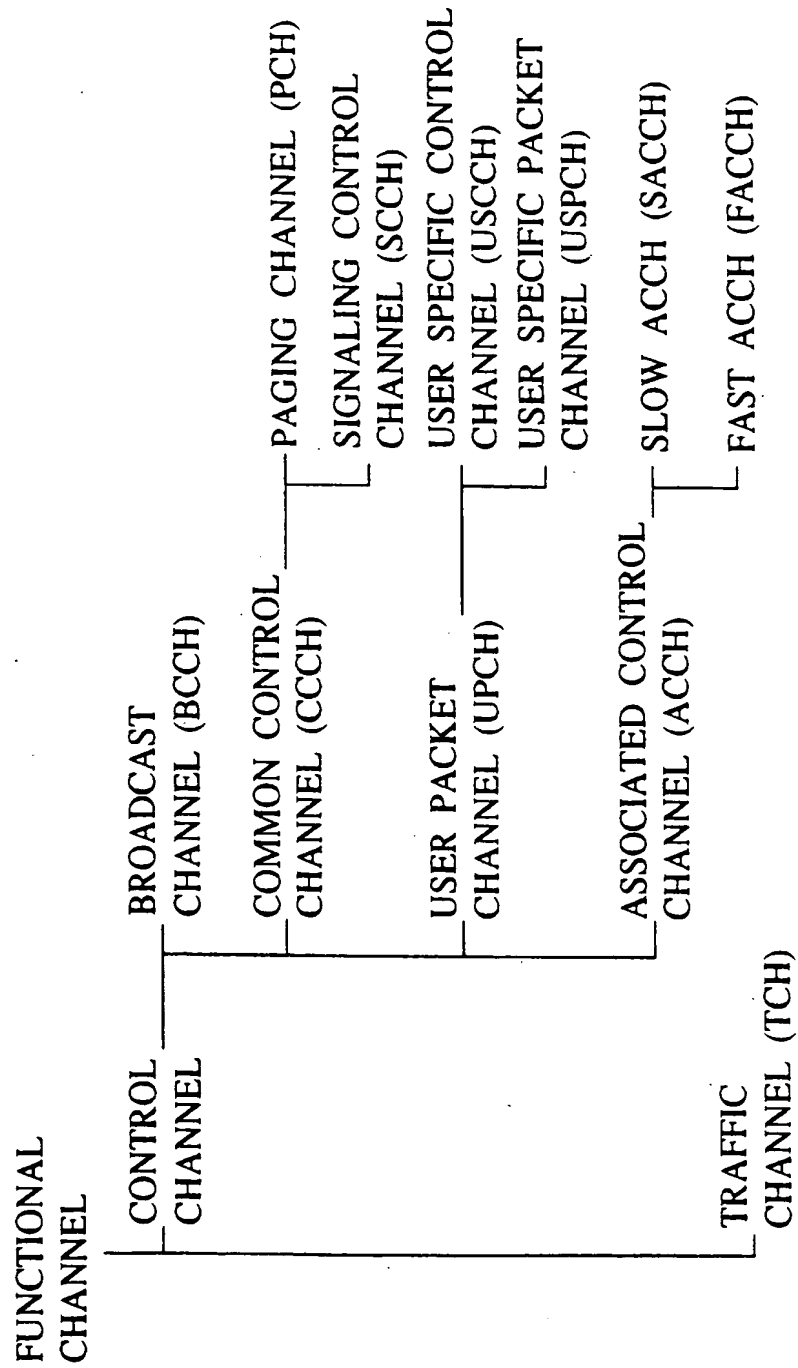 FUNCTIONAL
CHANNEL
CONTROL
CHANNEL
BROADCAST
CHANNEL (BCCH)
COMMON CONTROL
CHANNEL (CCCH)
PAGING CHANNEL (PCH)
SIGNALING CONTROL
CHANNEL (SCCH)
USER PACKET
CHANNEL (UPCH)
USER SPECIFIC CONTROL
CHANNEL (USCCH)
USER SPECIFIC PACKET
CHANNEL (USPCH)
ASSOCIATED CONTROL
CHANNEL (ACCH)
SLOW ACCH (SACCH)
FAST ACCH (FACCH)
TRAFFIC
CHANNEL (TCH)